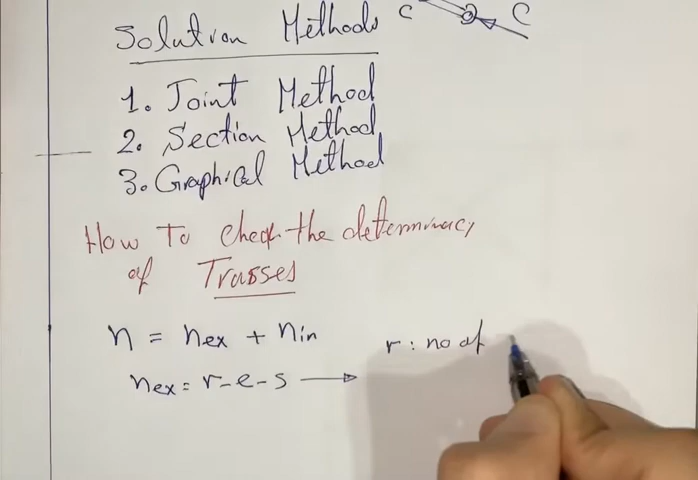 Solution Methods
C C
1. Joint Method
2. Section Method
3. Graphical Method
How To Check the determinacy
of Trusses
n = nex + nin
r : no of
nex = r - e - s